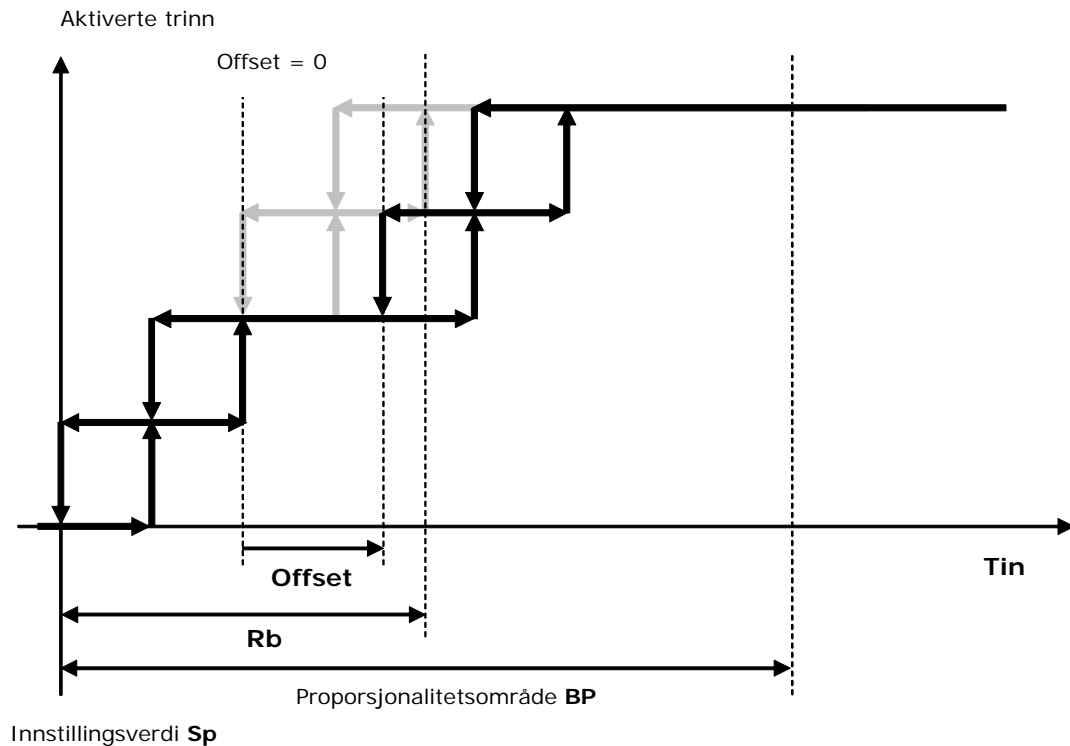 Aktiverte trinn
Offset = 0
Tin
Offset
Rb
Proporsjonalitetsområde BP
Innstillingsverdi Sp